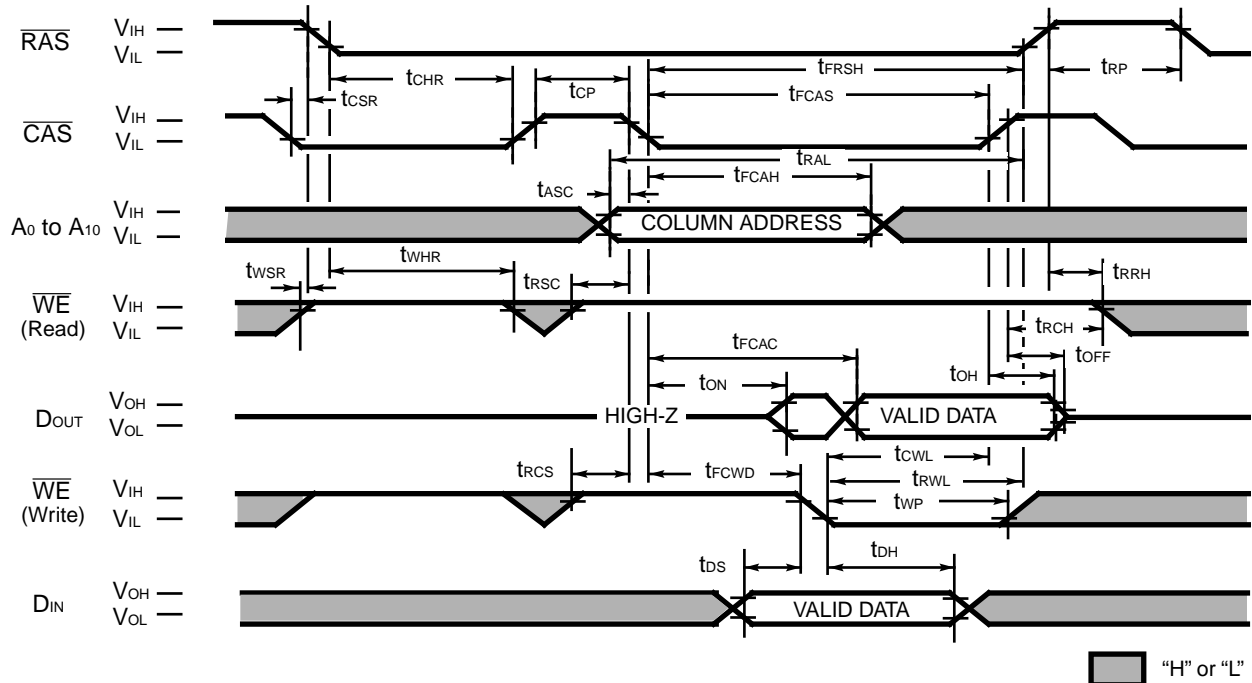 RAS VIH
VIL
tCHR tCP tFRSH tRP
tCSR tFCAS
CAS VIH
VIL
tRAL
tFCAH
tASC
A0 to A10 VIH
VIL
COLUMN ADDRESS
tWSR tWHR tRSC tRRH
WE VIH
(Read) VIL
tRCH
tFCAC tOFF
tON tOH
DOUT VOH
VOL
HIGH-Z VALID DATA
tCWL
tRCS tFCWD tRWL
WE VIH
(Write) VIL
tWP
tDS tDH
DIN VOH
VOL
VALID DATA
“H” or “L”